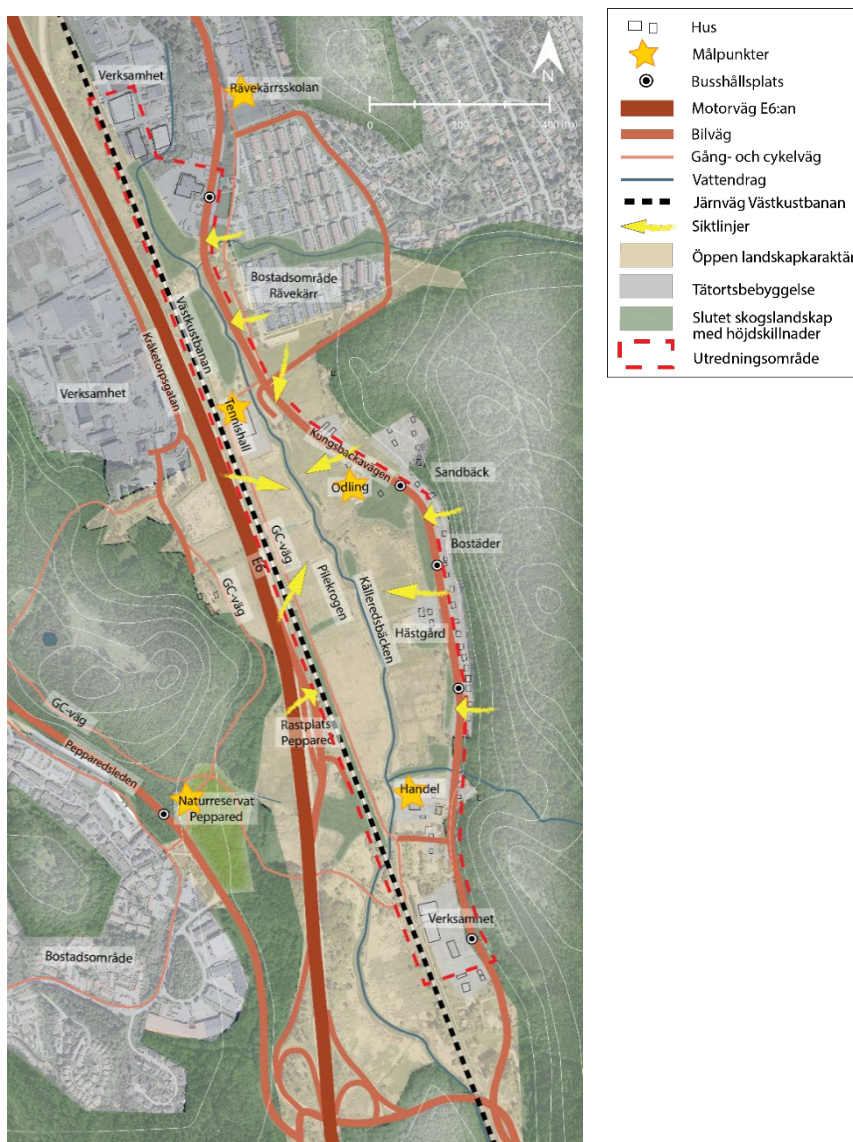 Verksamhet
Rävekärrsskolan
N
0
200
400 (m)
Bostadsområde
Rävekärr
Västkustbanan
Kråketorpsgatan
Verksamhet
Tennishall
Kungsbackavägen
Sandbäck
Odling
Bostäder
E6
GC-väg
GC-väg
Pilekrogen
Kålleredsbäcken
Hästgård
GC-väg
Rastplats
Peppared
Pepparedsleden
Naturreservat
Peppared
Handel
Verksamhet
Bostadsområde
Hus
Målpunkter
Busshållsplats
Motorväg E6:an
Bilväg
Gång- och cykelväg
Vattendrag
Järnväg Västkustbanan
Siktlinjer
Öppen landskapkaraktär
Tätortsbebyggelse
Slutet skogslandskap
med höjdskillnader
Utredningsområde